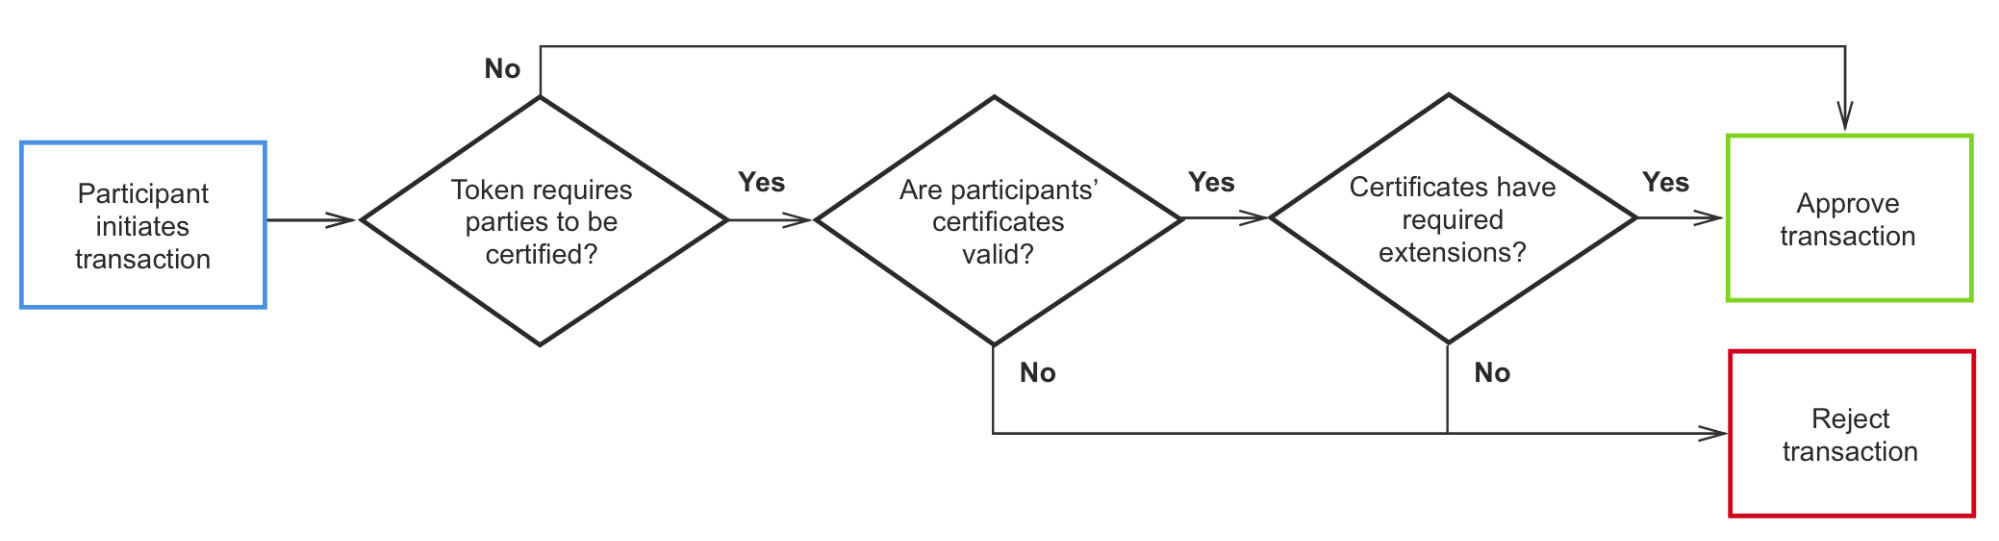 No
Participant
initiates
transaction
Token requires
parties to be
certified?
Yes
Are participants’
certificates
valid?
Yes
Certificates have
required
extensions?
Yes
Approve
transaction
No
No
Reject
transaction